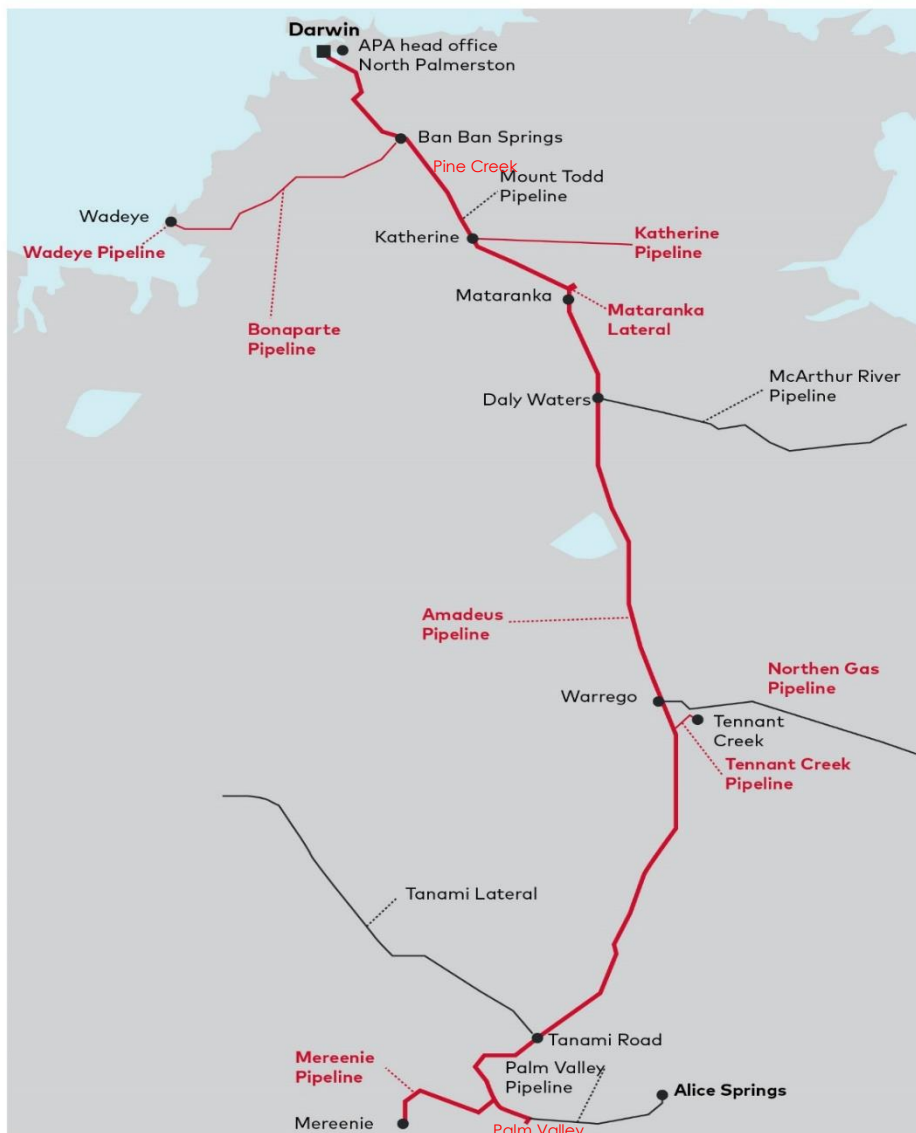 Darwin
APA head office
North Palmerston
Ban Ban Springs
Pine Creek
Mount Todd
Pipeline
Wadeye
Wadeye Pipeline
Katherine
Katherine
Pipeline
Mataranka
Mataranka
Lateral
Bonaparte
Pipeline
McArthur River
Pipeline
Daly Waters
Amadeus
Pipeline
Northen Gas
Pipeline
Warrego
Tennant
Creek
Tennant Creek
Pipeline
Tanami Lateral
Tanami Road
Mereenie
Pipeline
Palm Valley
Pipeline
Alice Springs
Mereenie
Palm Valley